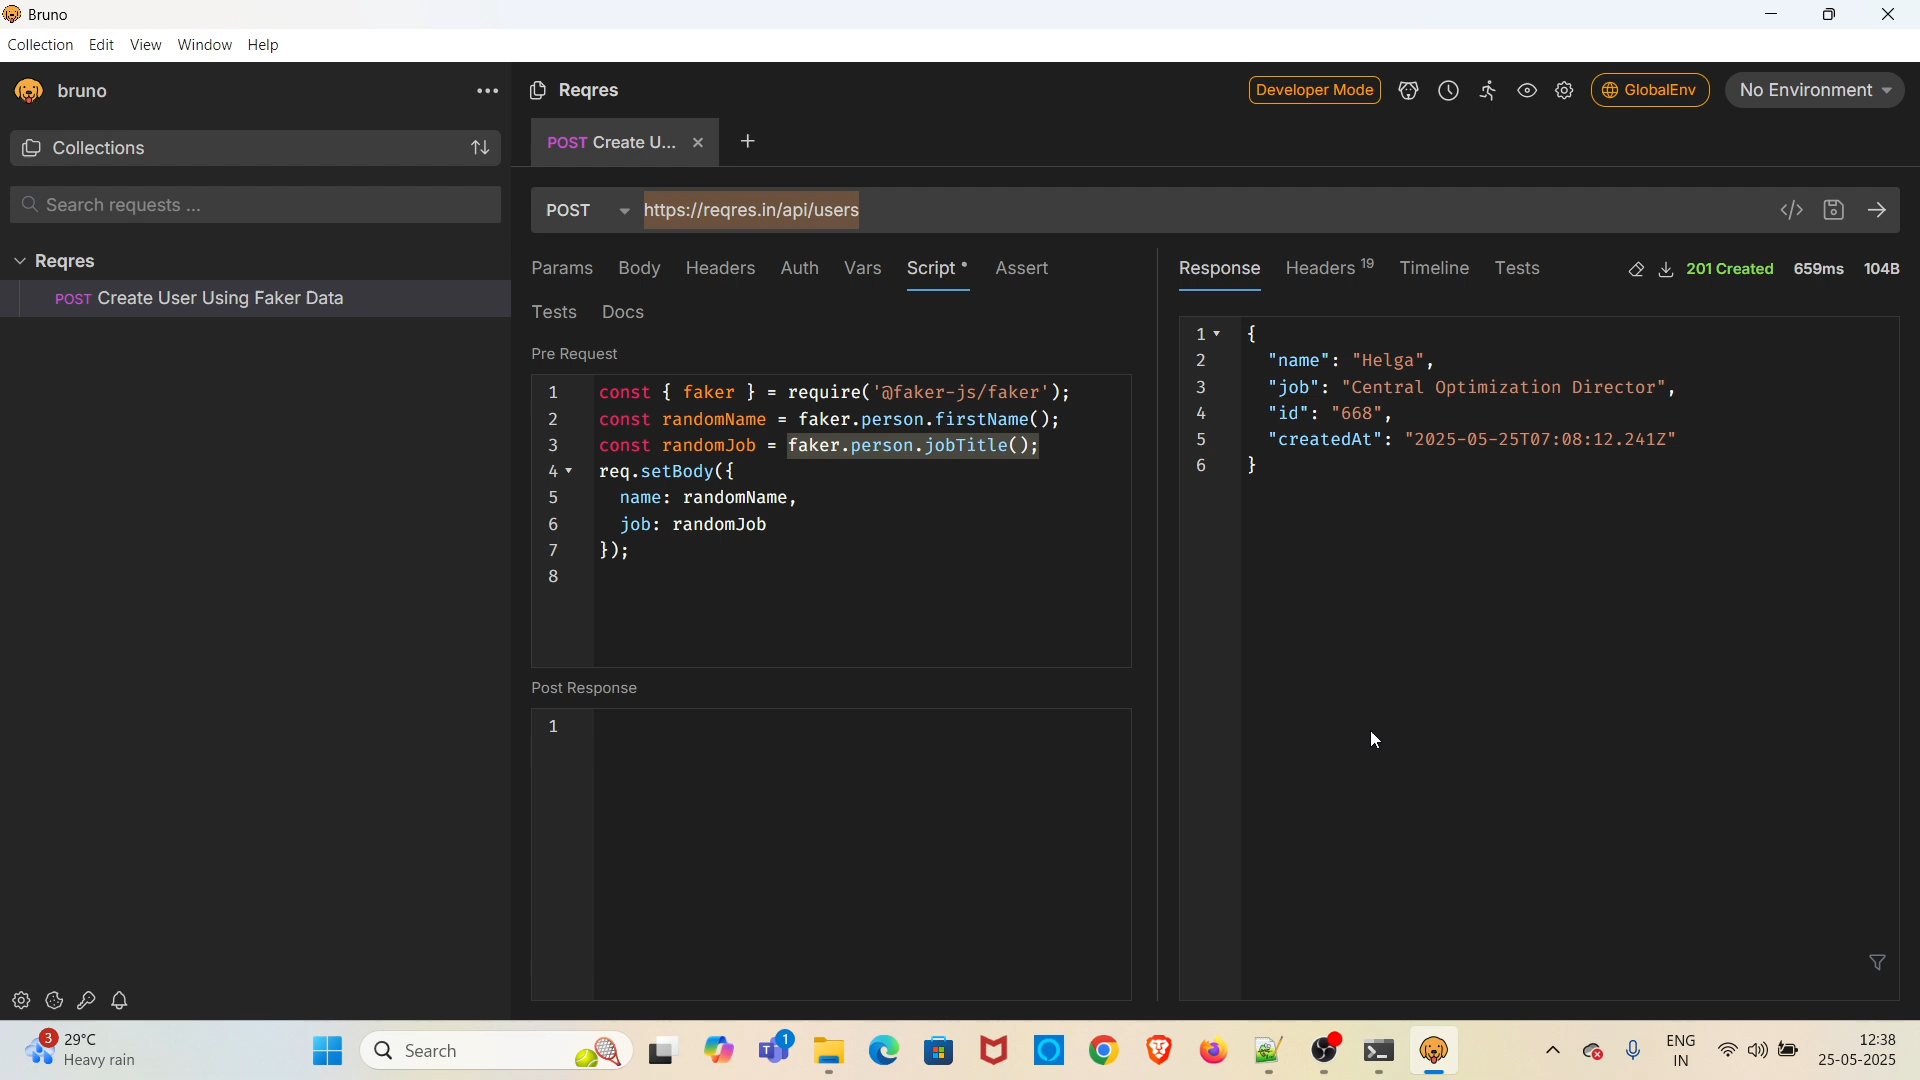 Bruno
Collection Edit View Window Help
bruno
Collections
Search requests ...
Reqres
POST Create User Using Faker Data
Reqres
Developer Mode
GlobalEnv
No Environment
POST Create U...
POST https://reqres.in/api/users
Params Body Headers Auth Vars Script Assert
Tests Docs
Pre Request
1 const { faker } = require('@faker-js/faker');
2 const randomName = faker.person.firstName();
3 const randomJob = faker.person.jobTitle();
4 req.setBody({
5 name: randomName,
6 job: randomJob
7 });
8
Post Response
1
Response Headers 19 Timeline Tests
201 Created 659ms 104B
1 {
2 "name": "Helga",
3 "job": "Central Optimization Director",
4 "id": "668",
5 "createdAt": "2025-05-25T07:08:12.241Z"
6 }
3
29°C
Heavy rain
Search
1
ENG
IN
12:38
25-05-2025